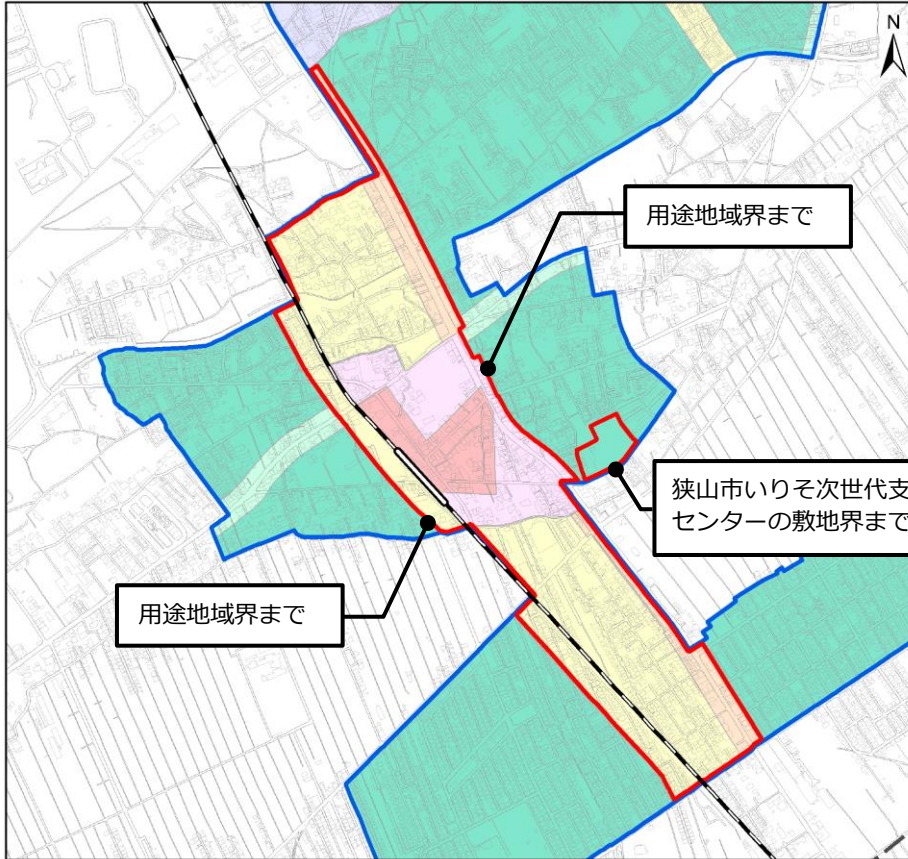 N
用途地域界まで
狭山市いりそ次世代支
センターの敷地界まで
用途地域界まで